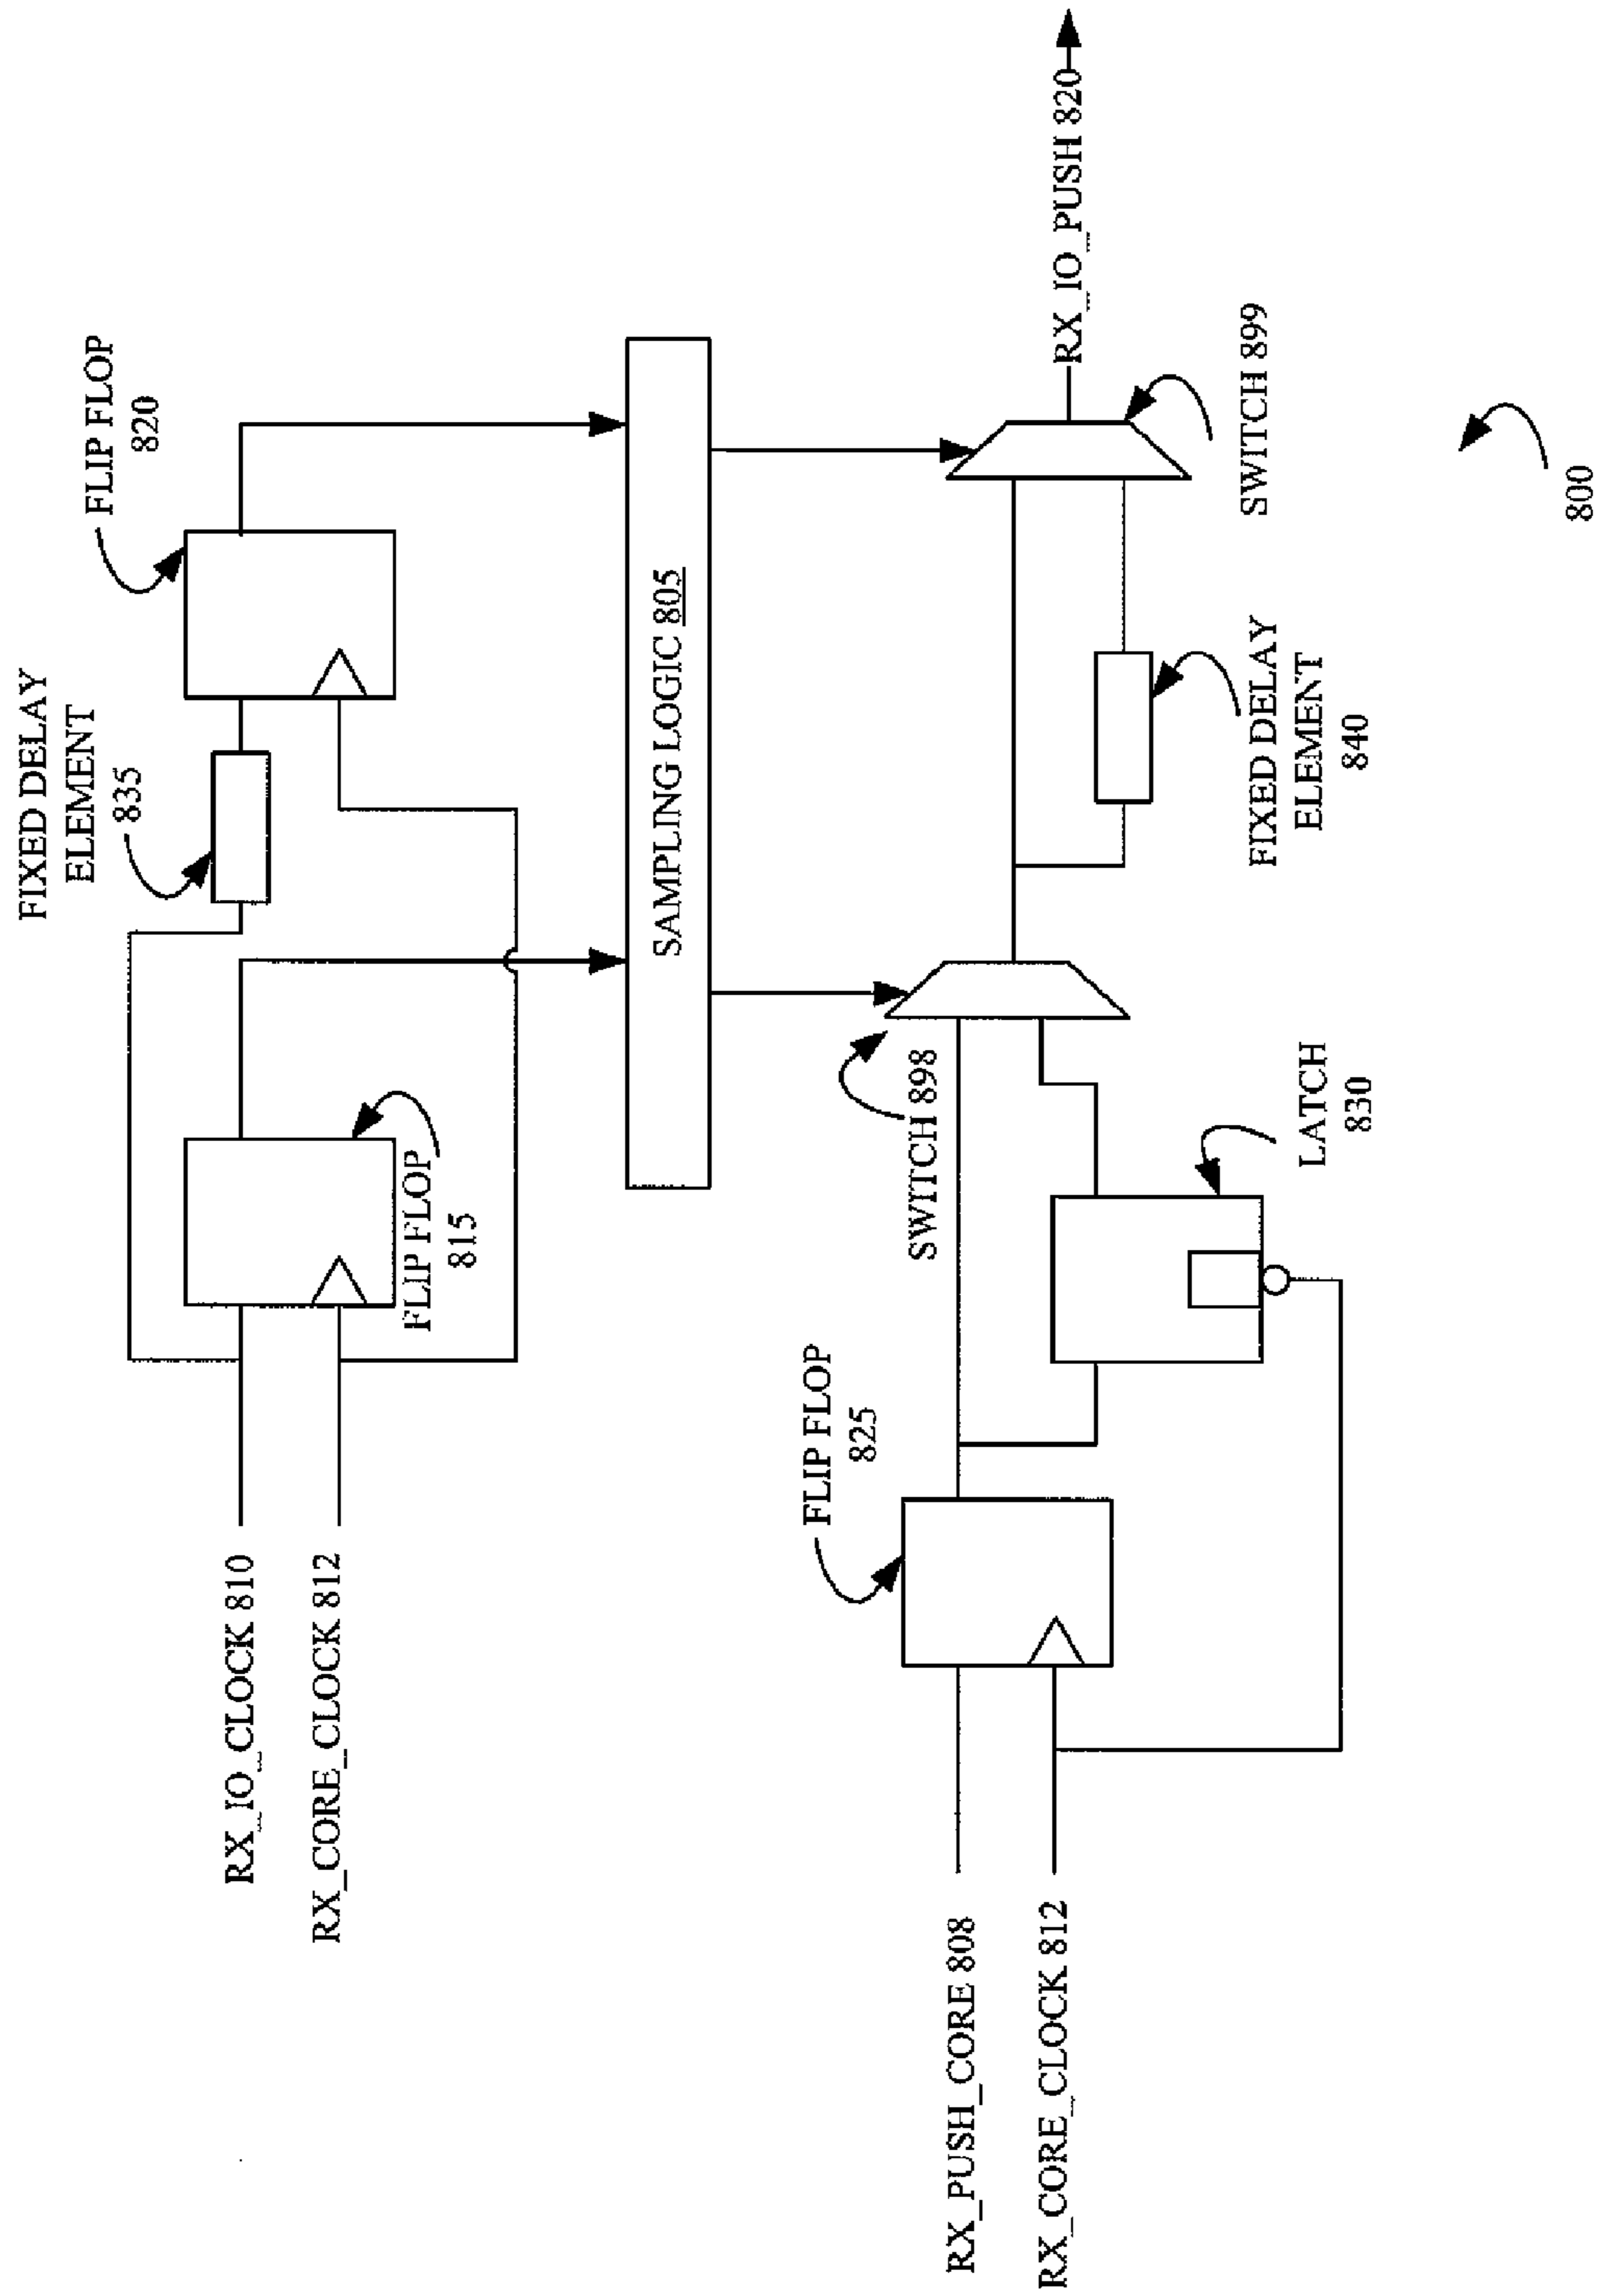 FIXED DELAY
ELEMENT
835
FLIP FLOP
820
RX_IO_CLOCK 810
RX_CORE_CLOCK 812
FLIP FLOP
815
SAMPLING LOGIC 805
RX_PUSH_CORE 808
RX_CORE_CLOCK 812
FLIP FLOP
825
SWITCH 898
LATCH
830
FIXED DELAY
ELEMENT
840
SWITCH 899
RX_IO_PUSH 820
800